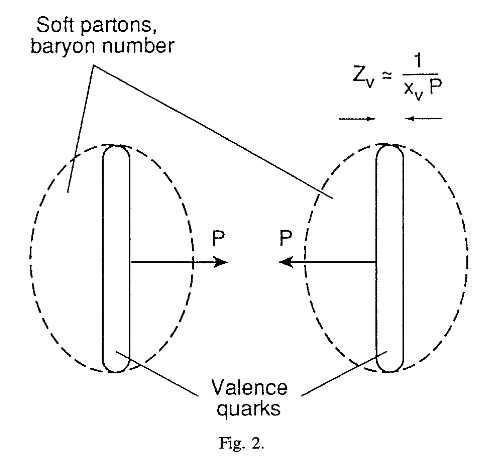 Soft partons,
baryon number
Z_v ≃ 1 / x_v P
P
P
Valence
quarks
Fig. 2.